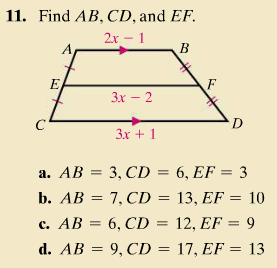 11. Find AB, CD, and EF.
2x − 1
A B
E F
3x − 2
C D
3x + 1
a. AB = 3, CD = 6, EF = 3
b. AB = 7, CD = 13, EF = 10
c. AB = 6, CD = 12, EF = 9
d. AB = 9, CD = 17, EF = 13